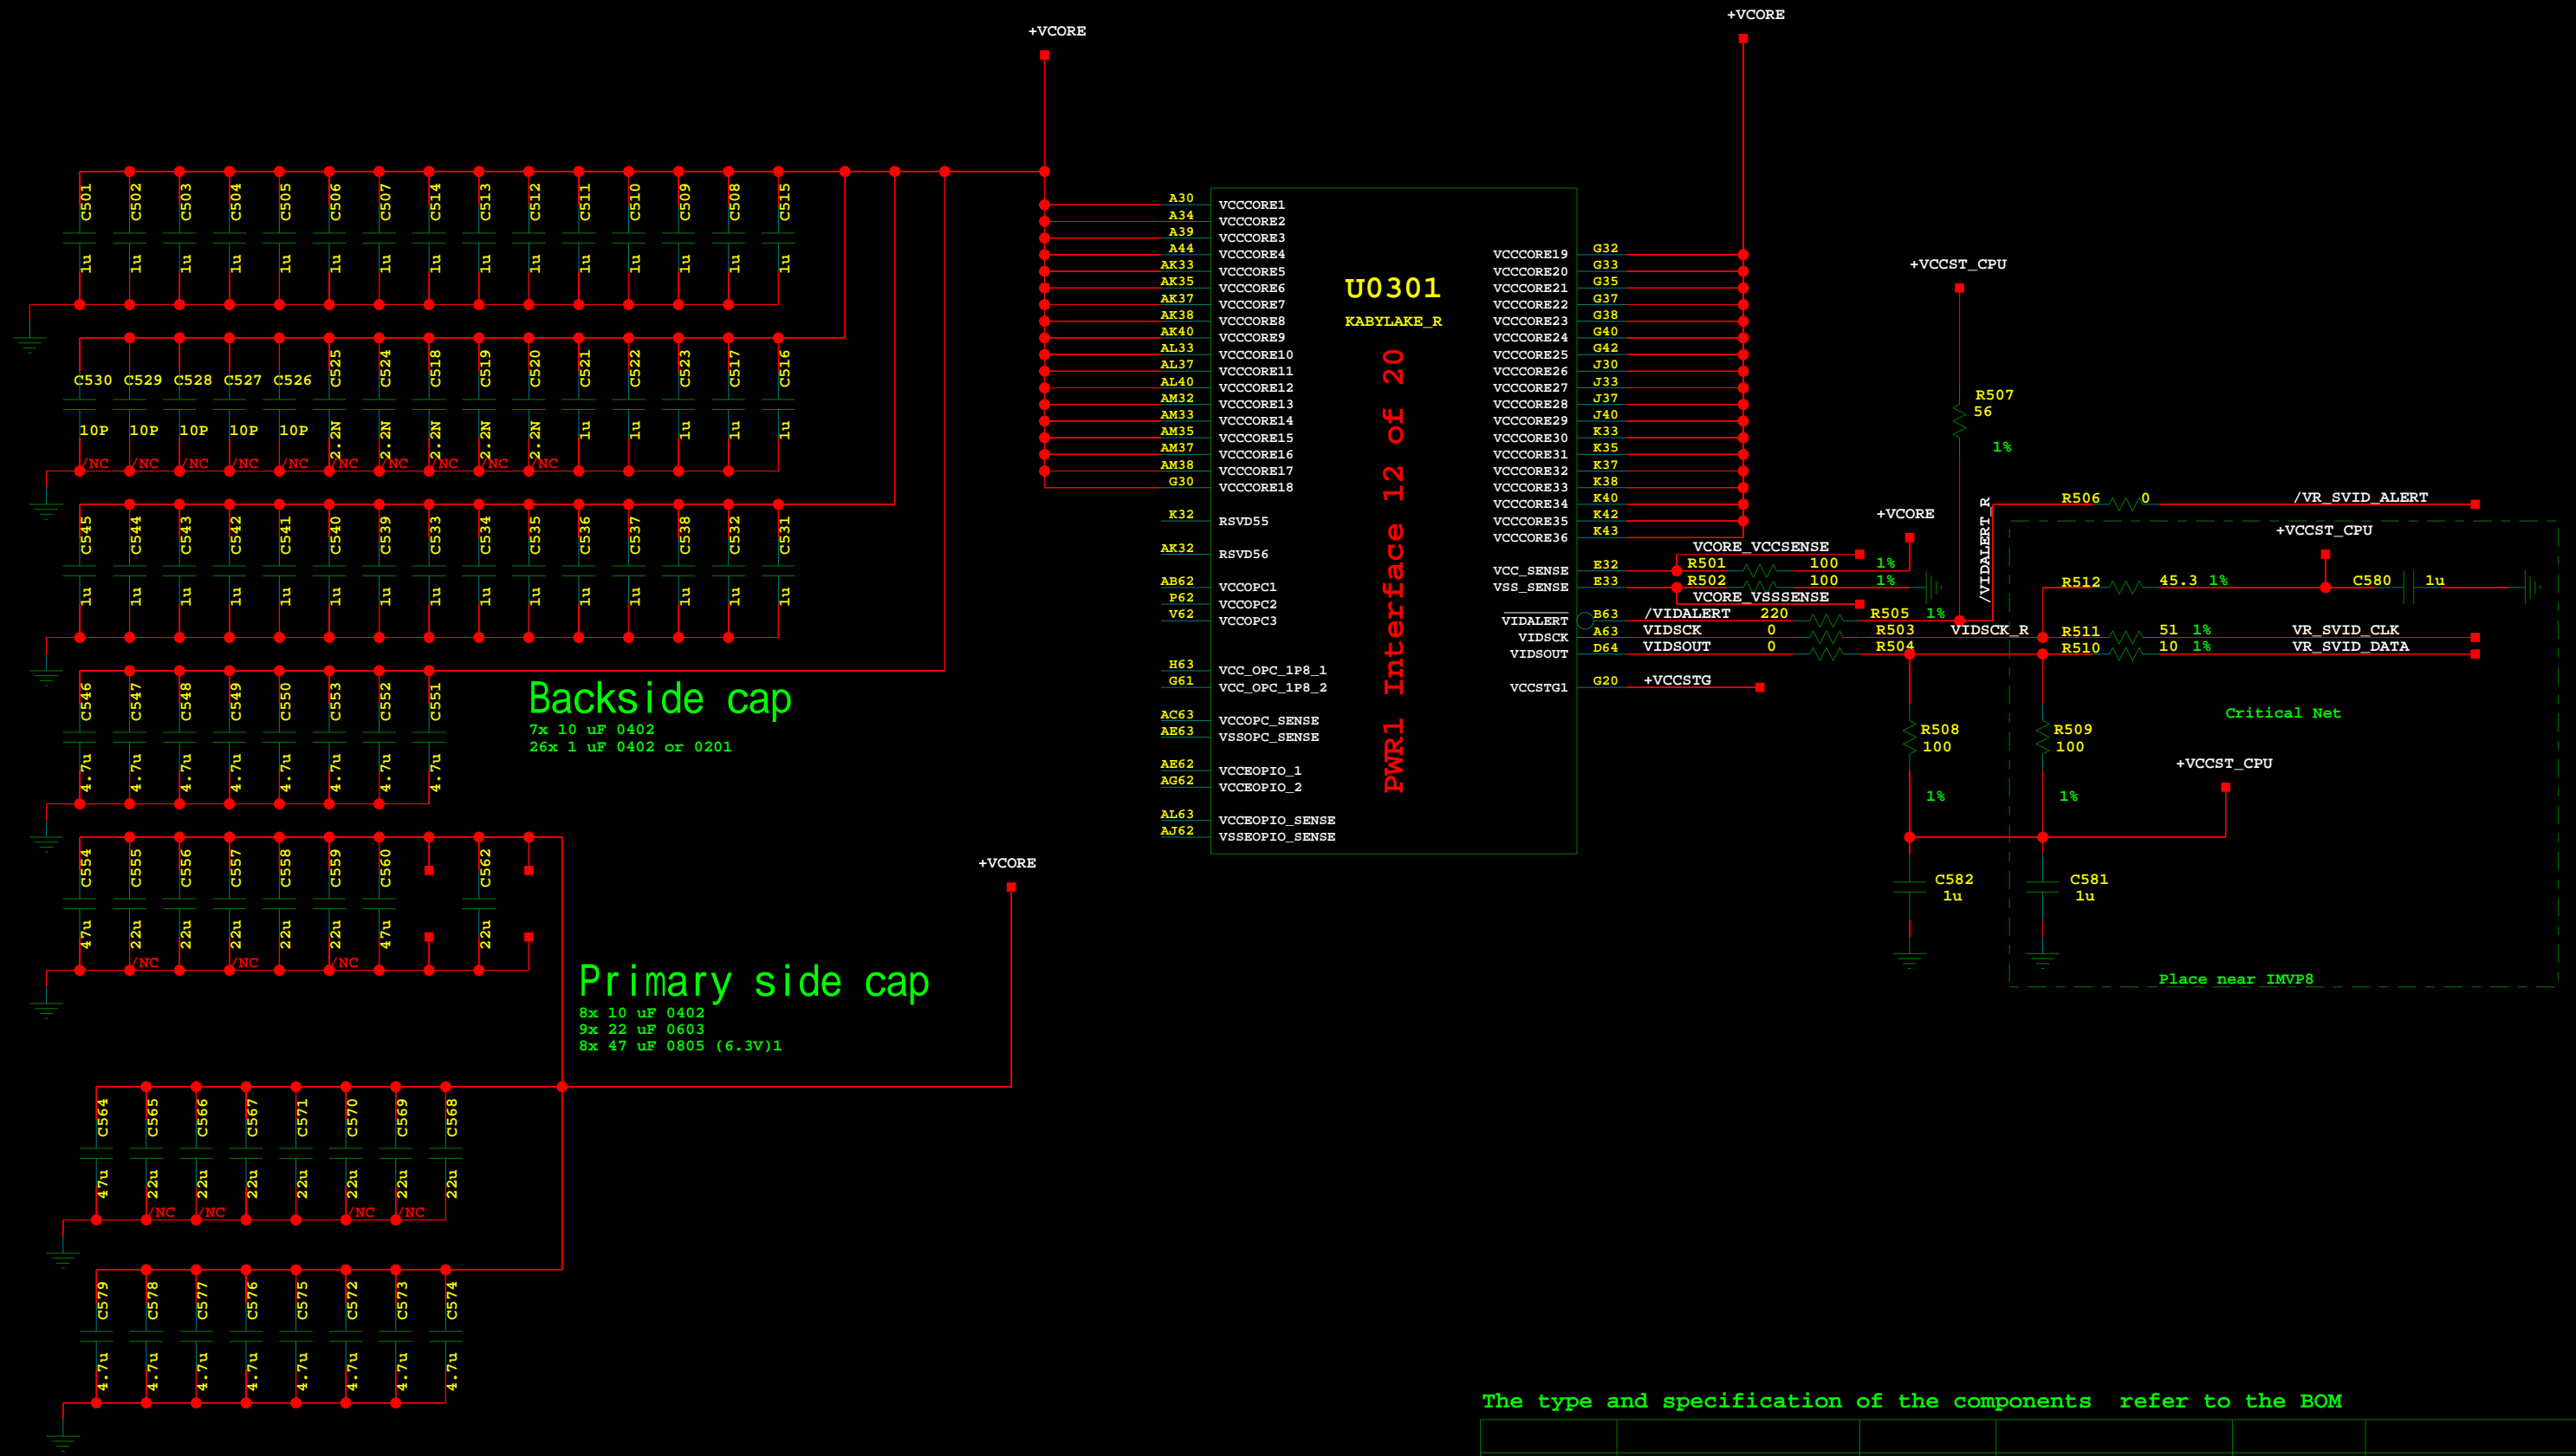 +VCORE
+VCORE
C501 C502 C503 C504 C505 C506 C507 C514 C513 C512 C511 C510 C509 C508 C515
1u 1u 1u 1u 1u 1u 1u 1u 1u 1u 1u 1u 1u 1u 1u
C530 C529 C528 C527 C526 C525 C524 C518 C519 C520 C521 C522 C523 C517 C516
10P 10P 10P 10P 10P 2.2N 2.2N 2.2N 2.2N 2.2N 1u 1u 1u 1u 1u
/NC /NC /NC /NC /NC /NC /NC /NC /NC /NC
C545 C544 C543 C542 C541 C540 C539 C533 C534 C535 C536 C537 C538 C532 C531
1u 1u 1u 1u 1u 1u 1u 1u 1u 1u 1u 1u 1u 1u 1u
C546 C547 C548 C549 C550 C553 C552 C551
4.7u 4.7u 4.7u 4.7u 4.7u 4.7u 4.7u 4.7u
Backside cap
7x 10 uF 0402
26x 1 uF 0402 or 0201
C554 C555 C556 C557 C558 C559 C560 C562
47u 22u 22u 22u 22u 22u 47u 22u
/NC /NC /NC
+VCORE
Primary side cap
8x 10 uF 0402
9x 22 uF 0603
8x 47 uF 0805 (6.3V)1
C564 C565 C566 C567 C571 C570 C569 C568
47u 22u 22u 22u 22u 22u 22u 22u
/NC /NC /NC /NC
C579 C578 C577 C576 C575 C572 C573 C574
4.7u 4.7u 4.7u 4.7u 4.7u 4.7u 4.7u 4.7u
U0301
KABYLAKE_R
PWR1 Interface 12 of 20
A30 VCCCORE1
A34 VCCCORE2
A39 VCCCORE3
A44 VCCCORE4
AK33 VCCCORE5
AK35 VCCCORE6
AK37 VCCCORE7
AK38 VCCCORE8
AK40 VCCCORE9
AL33 VCCCORE10
AL37 VCCCORE11
AL40 VCCCORE12
AM32 VCCCORE13
AM33 VCCCORE14
AM35 VCCCORE15
AM37 VCCCORE16
AM38 VCCCORE17
G30 VCCCORE18
K32 RSVD55
AK32 RSVD56
AB62 VCCOPC1
P62 VCCOPC2
V62 VCCOPC3
H63 VCC_OPC_1P8_1
G61 VCC_OPC_1P8_2
AC63 VCCOPC_SENSE
AE63 VSSOPC_SENSE
AE62 VCCEOPIO_1
AG62 VCCEOPIO_2
AL63 VCCEOPIO_SENSE
AJ62 VSSEOPIO_SENSE
VCCCORE19 G32
VCCCORE20 G33
VCCCORE21 G35
VCCCORE22 G37
VCCCORE23 G38
VCCCORE24 G40
VCCCORE25 G42
VCCCORE26 J30
VCCCORE27 J33
VCCCORE28 J37
VCCCORE29 J40
VCCCORE30 K33
VCCCORE31 K35
VCCCORE32 K37
VCCCORE33 K38
VCCCORE34 K40
VCCCORE35 K42
VCCCORE36 K43
VCC_SENSE E32
VSS_SENSE E33
VIDALERT B63
VIDSCK A63
VIDSOUT D64
VCCSTG1 G20
+VCORE
VCORE_VCCSENSE
R501 100 1%
R502 100 1%
VCORE_VSSSENSE
/VIDALERT 220 R505 1%
VIDSCK 0 R503 VIDSCK_R
VIDSOUT 0 R504
+VCCSTG
+VCCST_CPU
R507
56
1%
/VIDALERT_R
R506 0 /VR_SVID_ALERT
+VCCST_CPU
R512 45.3 1% C580 1u
R511 51 1% VR_SVID_CLK
R510 10 1% VR_SVID_DATA
Critical Net
R508
100
1%
R509
100
1%
+VCCST_CPU
C582
1u
C581
1u
Place near IMVP8
The type and specification of the components refer to the BOM